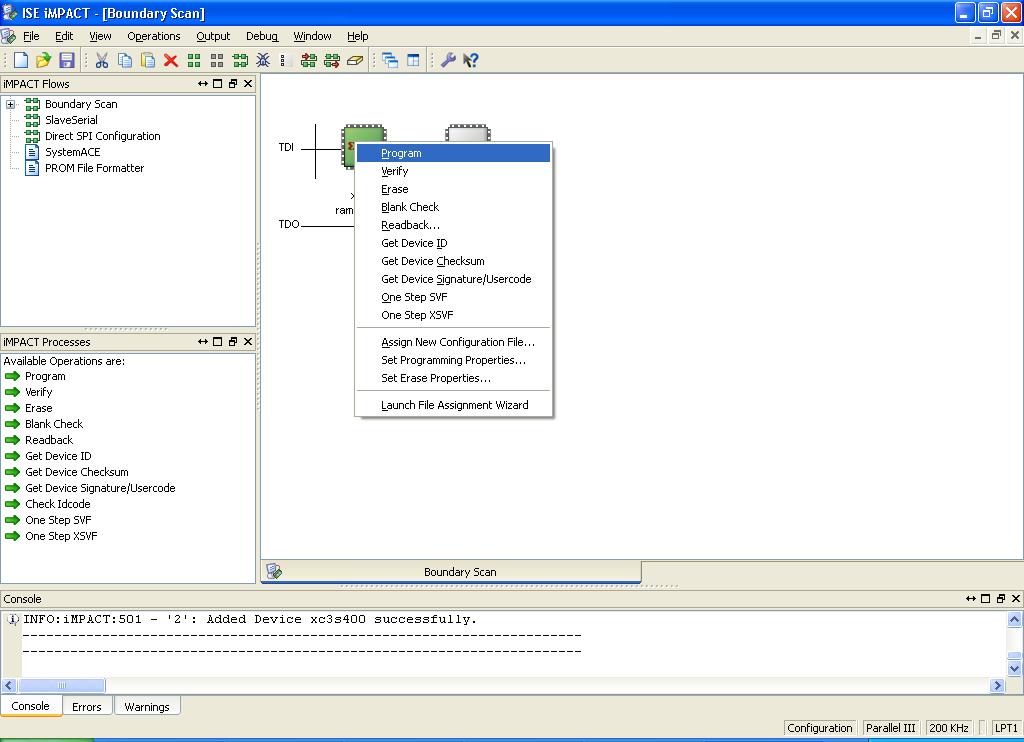 ISE iMPACT - [Boundary Scan]
File Edit View Operations Output Debug Window Help
iMPACT Flows
Boundary Scan
SlaveSerial
Direct SPI Configuration
SystemACE
PROM File Formatter
iMPACT Processes
Available Operations are:
Program
Verify
Erase
Blank Check
Readback
Get Device ID
Get Device Checksum
Get Device Signature/Usercode
Check Idcode
One Step SVF
One Step XSVF
TDI
TDO
Program
Verify
Erase
Blank Check
Readback...
Get Device ID
Get Device Checksum
Get Device Signature/Usercode
One Step SVF
One Step XSVF
Assign New Configuration File...
Set Programming Properties...
Set Erase Properties...
Launch File Assignment Wizard
Boundary Scan
Console
INFO:iMPACT:501 - '2': Added Device xc3s400 successfully.
----------------------------------------------------------------------
----------------------------------------------------------------------
Console Errors Warnings
Configuration Parallel III 200 KHz LPT1